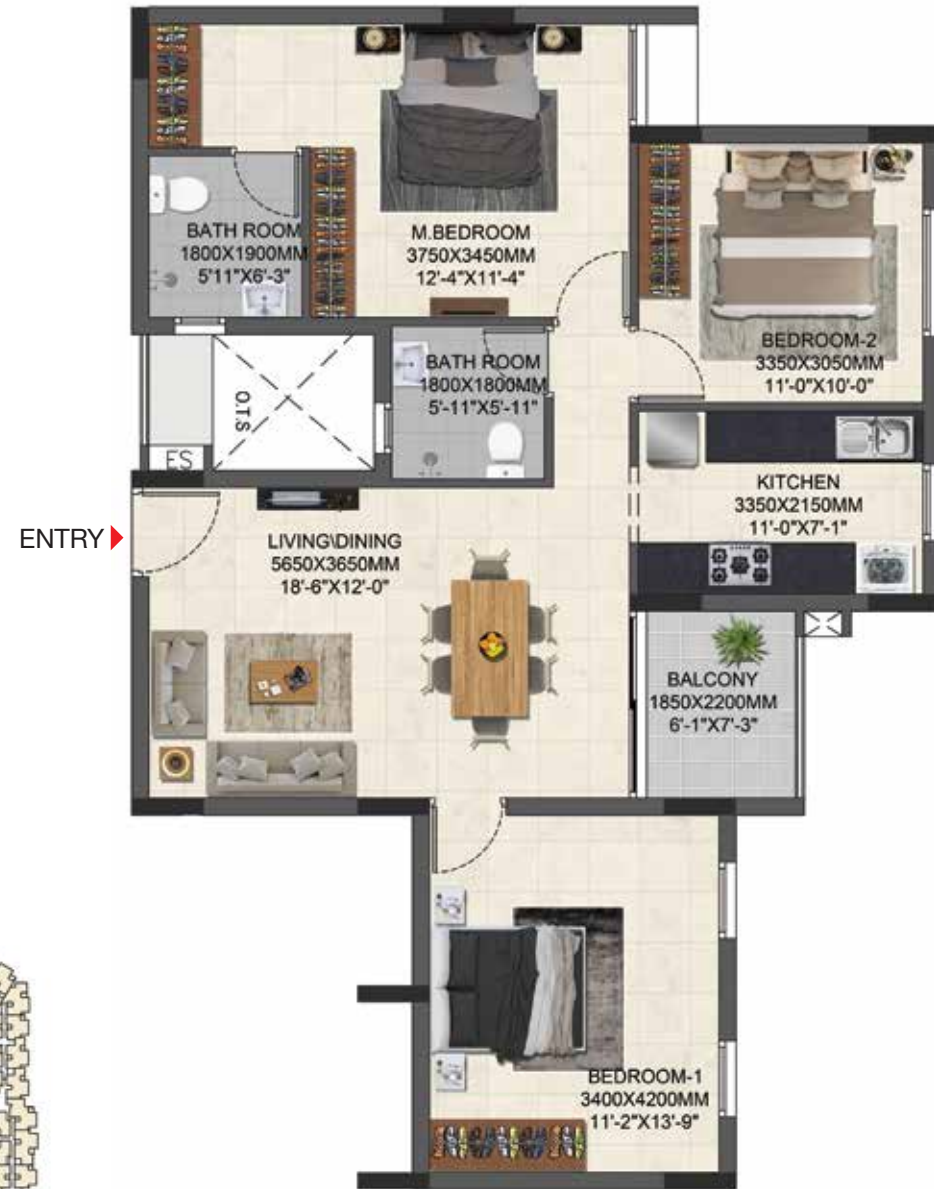 BATH ROOM
1800X1900MM
5'11"X6'-3"
M.BEDROOM
3750X3450MM
12'-4"X11'-4"
BATH ROOM
1800X1800MM
5'-11"X5'-11"
BEDROOM-2
3350X3050MM
11'-0"X10'-0"
O.T.S
ES
KITCHEN
3350X2150MM
11'-0"X7'-1"
ENTRY
LIVING\DINING
5650X3650MM
18'-6"X12'-0"
BALCONY
1850X2200MM
6'-1"X7'-3"
BEDROOM-1
3400X4200MM
11'-2"X13'-9"